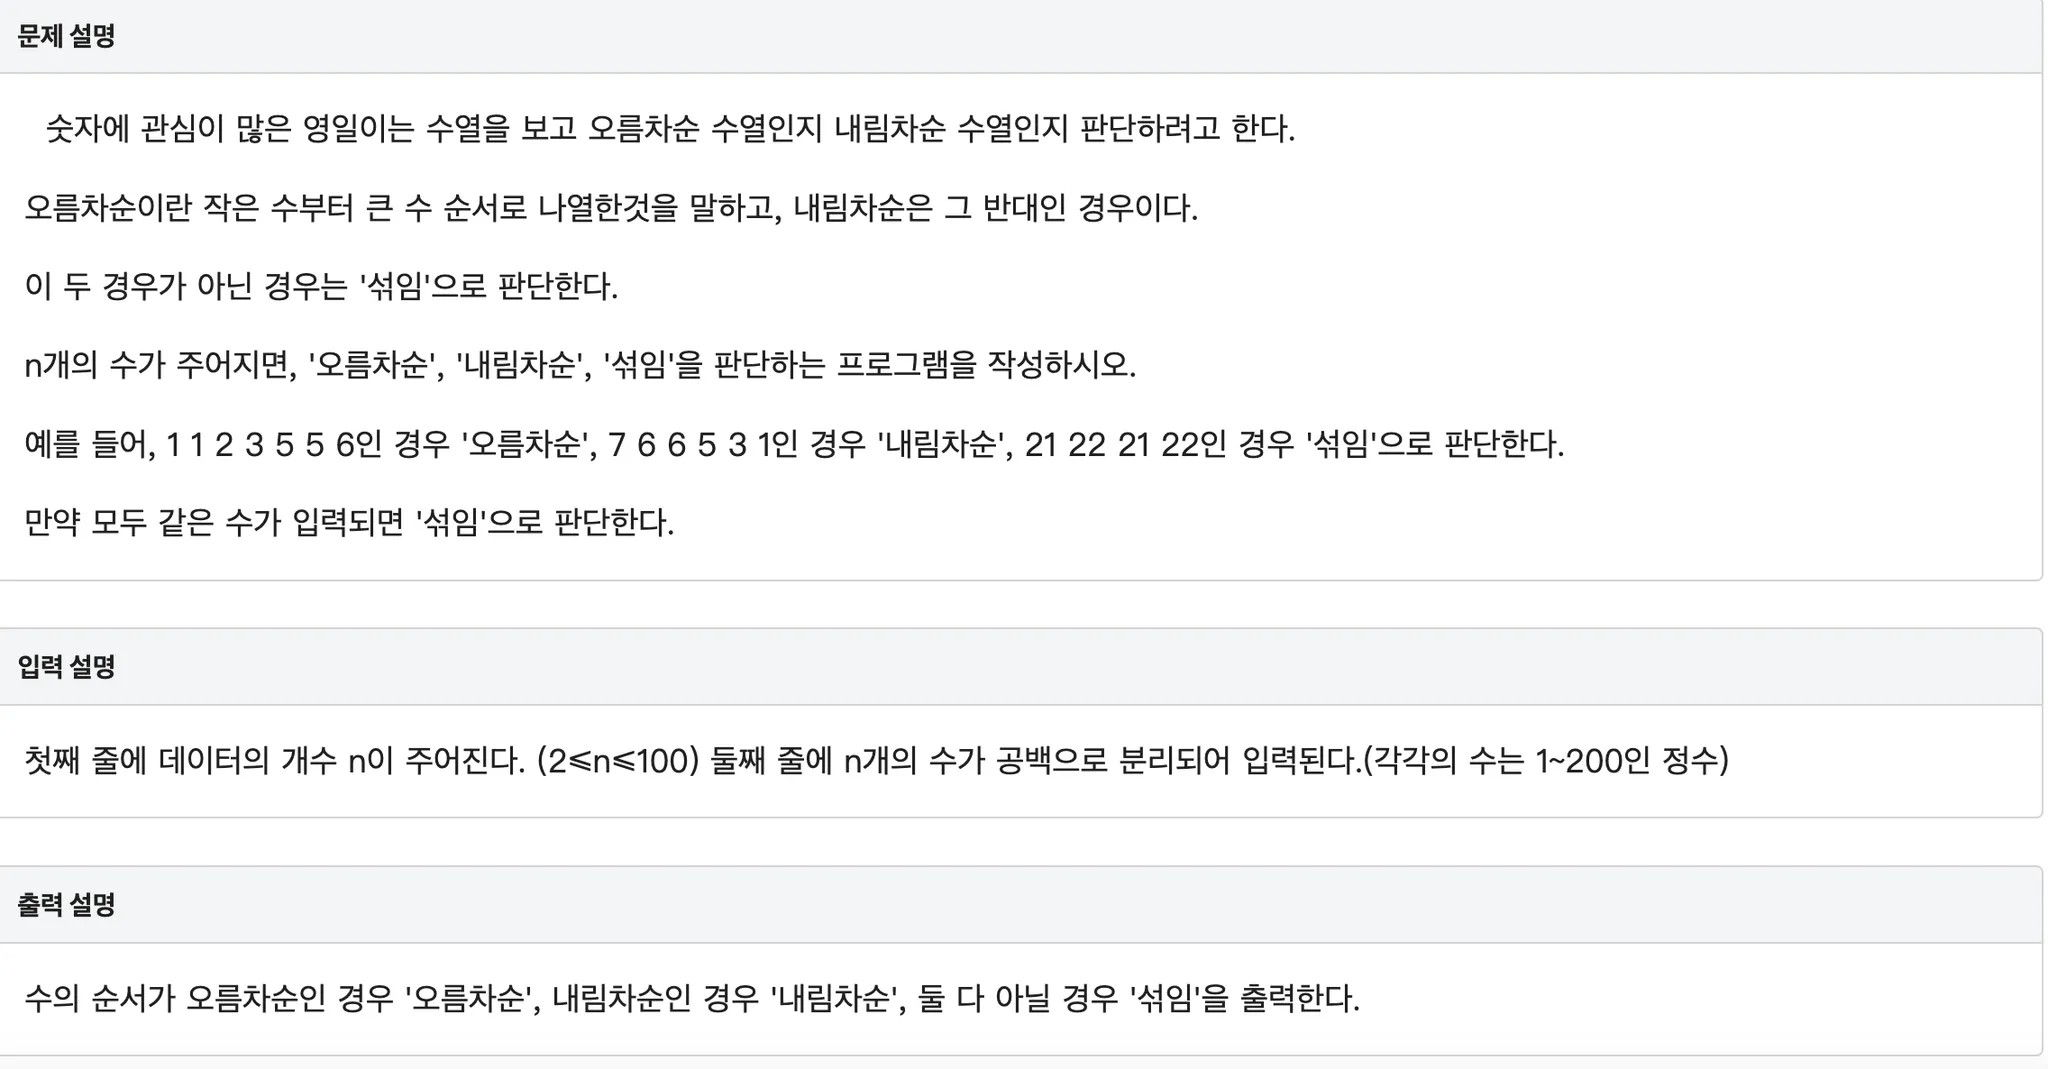 문제 설명
숫자에 관심이 많은 영일이는 수열을 보고 오름차순 수열인지 내림차순 수열인지 판단하려고 한다.
오름차순이란 작은 수부터 큰 수 순서로 나열한것을 말하고, 내림차순은 그 반대인 경우이다.
이 두 경우가 아닌 경우는 '섞임'으로 판단한다.
n개의 수가 주어지면, '오름차순', '내림차순', '섞임'을 판단하는 프로그램을 작성하시오.
예를 들어, 1 1 2 3 5 5 6인 경우 '오름차순', 7 6 6 5 3 1인 경우 '내림차순', 21 22 21 22인 경우 '섞임'으로 판단한다.
만약 모두 같은 수가 입력되면 '섞임'으로 판단한다.
입력 설명
첫째 줄에 데이터의 개수 n이 주어진다. (2≤n≤100) 둘째 줄에 n개의 수가 공백으로 분리되어 입력된다.(각각의 수는 1~200인 정수)
출력 설명
수의 순서가 오름차순인 경우 '오름차순', 내림차순인 경우 '내림차순', 둘 다 아닐 경우 '섞임'을 출력한다.